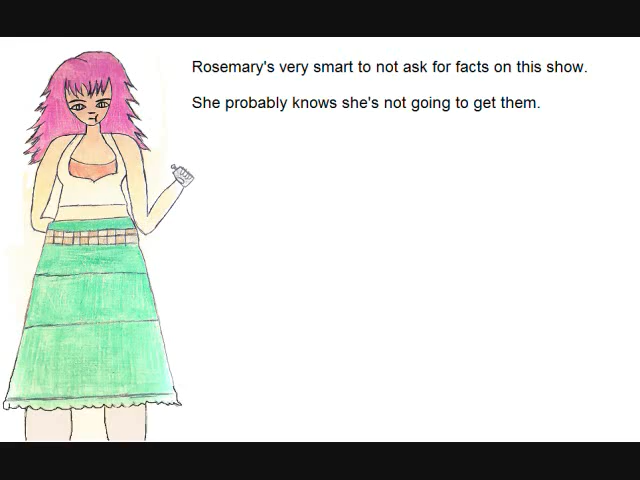 Rosemary's very smart to not ask for facts on this show.
She probably knows she's not going to get them.